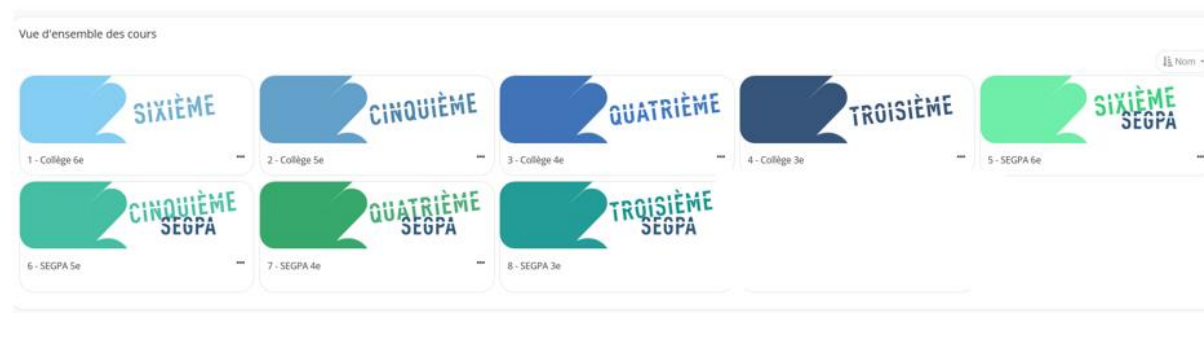 Vue d'ensemble des cours
Nom
SIXIÈME
CINQUIÈME
QUATRIÈME
TROISIÈME
SIXIÈME
SEGPA
1 - Collège 6e
2 - Collège 5e
3 - Collège 4e
4 - Collège 3e
5 - SEGPA 6e
CINQUIÈME
SEGPA
QUATRIÈME
SEGPA
TROISIÈME
SEGPA
6 - SEGPA 5e
7 - SEGPA 4e
8 - SEGPA 3e